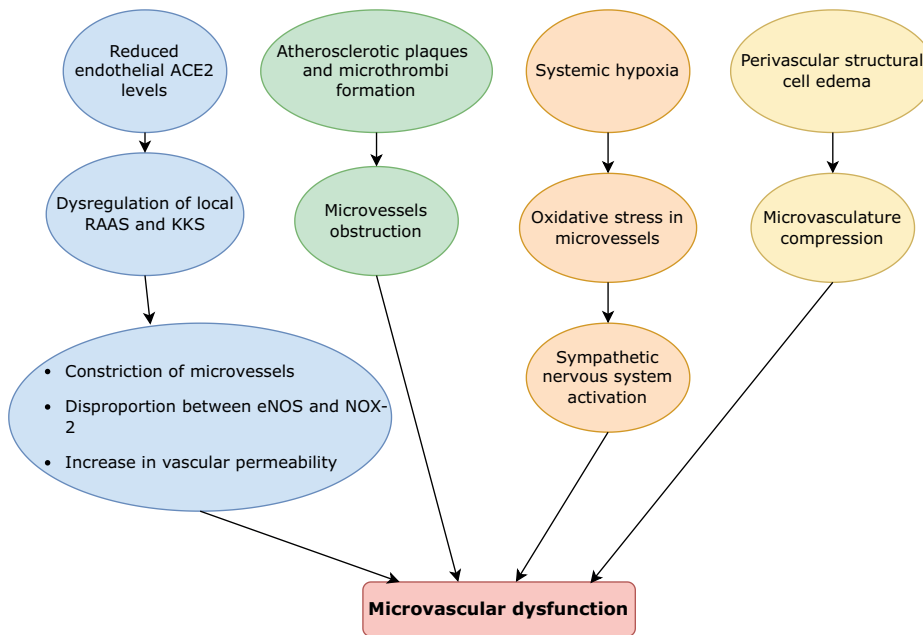 Reduced
endothelial ACE2
levels
Atherosclerotic plaques
and microthrombi
formation
Systemic hypoxia
Perivascular structural
cell edema
Dysregulation of local
RAAS and KKS
Microvessels
obstruction
Oxidative stress in
microvessels
Microvasculature
compression
• Constriction of microvessels
• Disproportion between eNOS and NOX-
2
• Increase in vascular permeability
Sympathetic
nervous system
activation
Microvascular dysfunction